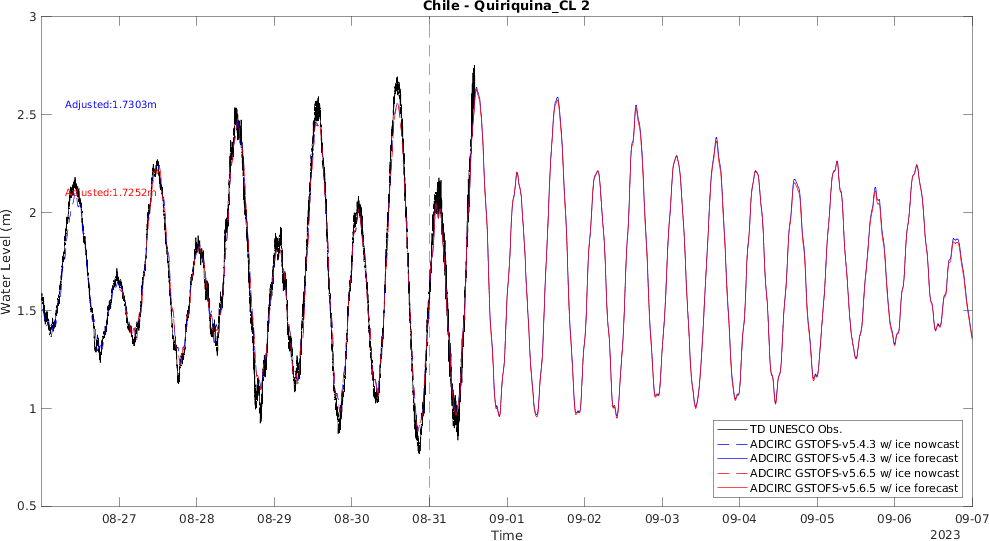 Chile - Quiriquina_CL 2
3
2.5
2
1.5
1
0.5
Water Level (m)
Adjusted:1.7303m
Adjusted:1.7252m
TD UNESCO Obs.
ADCIRC GSTOFS-v5.4.3 w/ ice nowcast
ADCIRC GSTOFS-v5.4.3 w/ ice forecast
ADCIRC GSTOFS-v5.6.5 w/ ice nowcast
ADCIRC GSTOFS-v5.6.5 w/ ice forecast
08-27 08-28 08-29 08-30 08-31 09-01 09-02 09-03 09-04 09-05 09-06 09-07
Time
2023